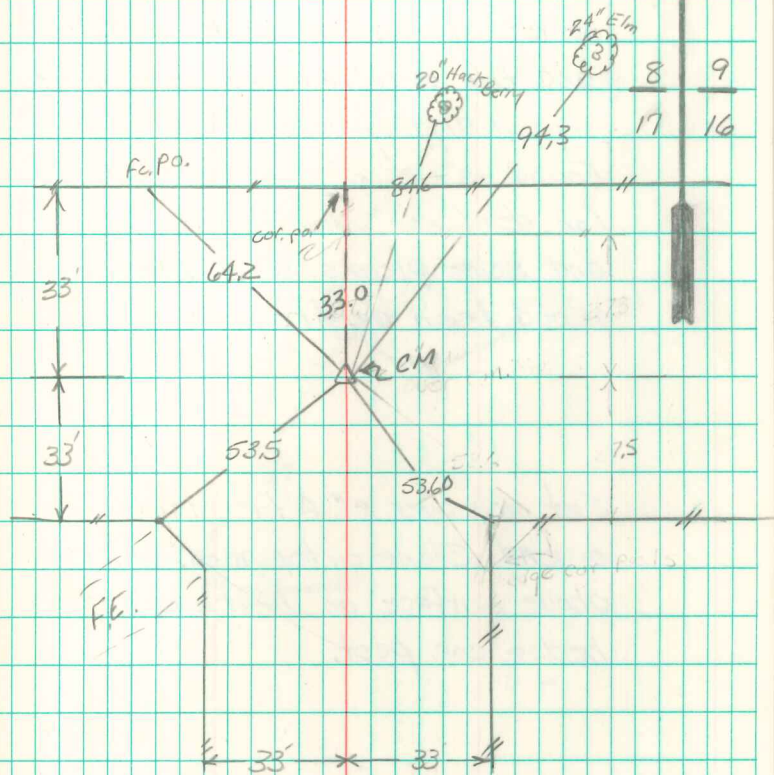 24" Elm
20" HackBerry
8 9
17 16
94,3
Fc. Po.
84.6
cor. po.
64,2
33'
33.0
CM
33'
53.5
7.5
53.60
F.E.
33' 33